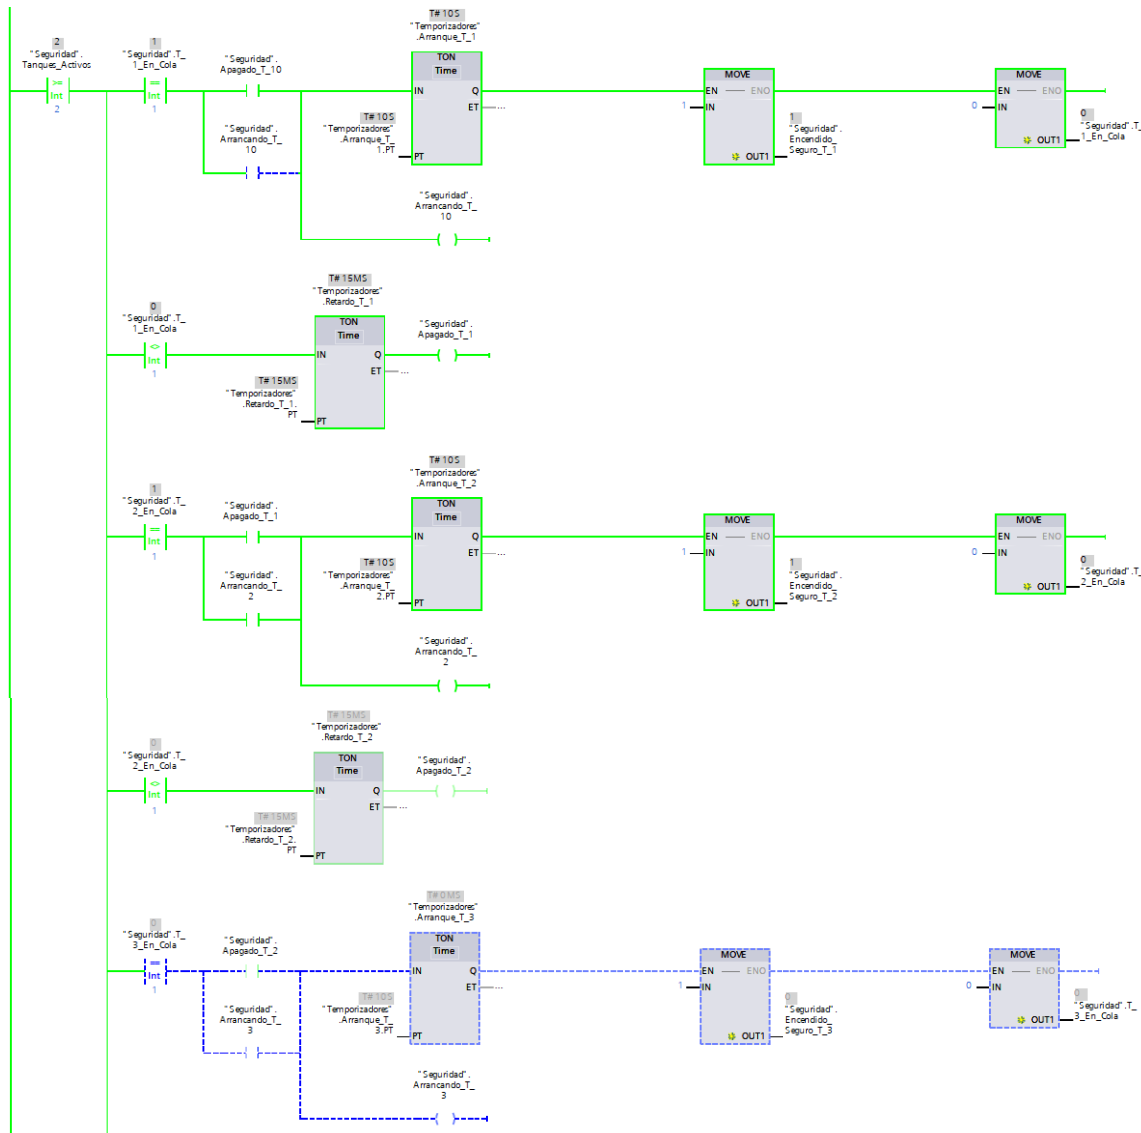 2
"Seguridad".
Tanques_Activos
>=
Int
2
1
"Seguridad".T_
1_En_Cola
==
Int
1
"Seguridad".
Apagado_T_10
"Seguridad".
Arrancando_T_
10
T#10S
"Temporizadores"
.Arranque_T_1
TON
Time
IN
Q
ET
...
T#10S
"Temporizadores"
.Arranque_T_
1.PT
PT
"Seguridad".
Arrancando_T_
10
MOVE
EN
ENO
1
IN
OUT1
1
"Seguridad".
Encendido_
Seguro_T_1
MOVE
EN
ENO
0
IN
OUT1
0
"Seguridad".T_
1_En_Cola
0
"Seguridad".T_
1_En_Cola
<>
Int
1
T#15MS
"Temporizadores"
.Retardo_T_1
TON
Time
IN
Q
ET
...
T#15MS
"Temporizadores"
.Retardo_T_1.
PT
PT
"Seguridad".
Apagado_T_1
1
"Seguridad".T_
2_En_Cola
==
Int
1
"Seguridad".
Apagado_T_1
"Seguridad".
Arrancando_T_
2
T#10S
"Temporizadores"
.Arranque_T_2
TON
Time
IN
Q
ET
...
T#10S
"Temporizadores"
.Arranque_T_
2.PT
PT
"Seguridad".
Arrancando_T_
2
MOVE
EN
ENO
1
IN
OUT1
1
"Seguridad".
Encendido_
Seguro_T_2
MOVE
EN
ENO
0
IN
OUT1
0
"Seguridad".T_
2_En_Cola
0
"Seguridad".T_
2_En_Cola
<>
Int
1
T#15MS
"Temporizadores"
.Retardo_T_2
TON
Time
IN
Q
ET
...
T#15MS
"Temporizadores"
.Retardo_T_2.
PT
PT
"Seguridad".
Apagado_T_2
0
"Seguridad".T_
3_En_Cola
==
Int
1
"Seguridad".
Apagado_T_2
"Seguridad".
Arrancando_T_
3
T#0MS
"Temporizadores"
.Arranque_T_3
TON
Time
IN
Q
ET
...
T#10S
"Temporizadores"
.Arranque_T_
3.PT
PT
"Seguridad".
Arrancando_T_
3
MOVE
EN
ENO
1
IN
OUT1
0
"Seguridad".
Encendido_
Seguro_T_3
MOVE
EN
ENO
0
IN
OUT1
0
"Seguridad".T_
3_En_Cola